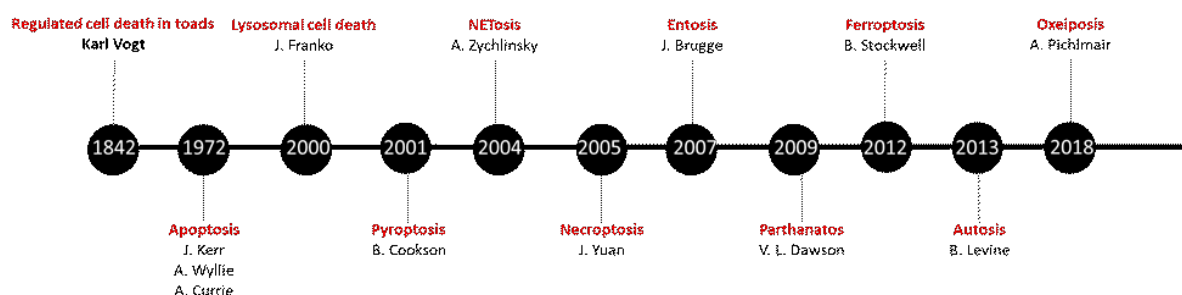 Regulated cell death in toads
Karl Vogt
Lysosomal cell death
J. Franko
NETosis
A. Zychlinsky
Entosis
J. Brugge
Ferroptosis
B. Stockwell
Oxeiposis
A. Pichlmair
1842
1972
2000
2001
2004
2005
2007
2009
2012
2013
2018
Apoptosis
J. Kerr
A. Wyllie
A. Currie
Pyroptosis
B. Cookson
Necroptosis
J. Yuan
Parthanatos
V. L. Dawson
Autosis
B. Levine